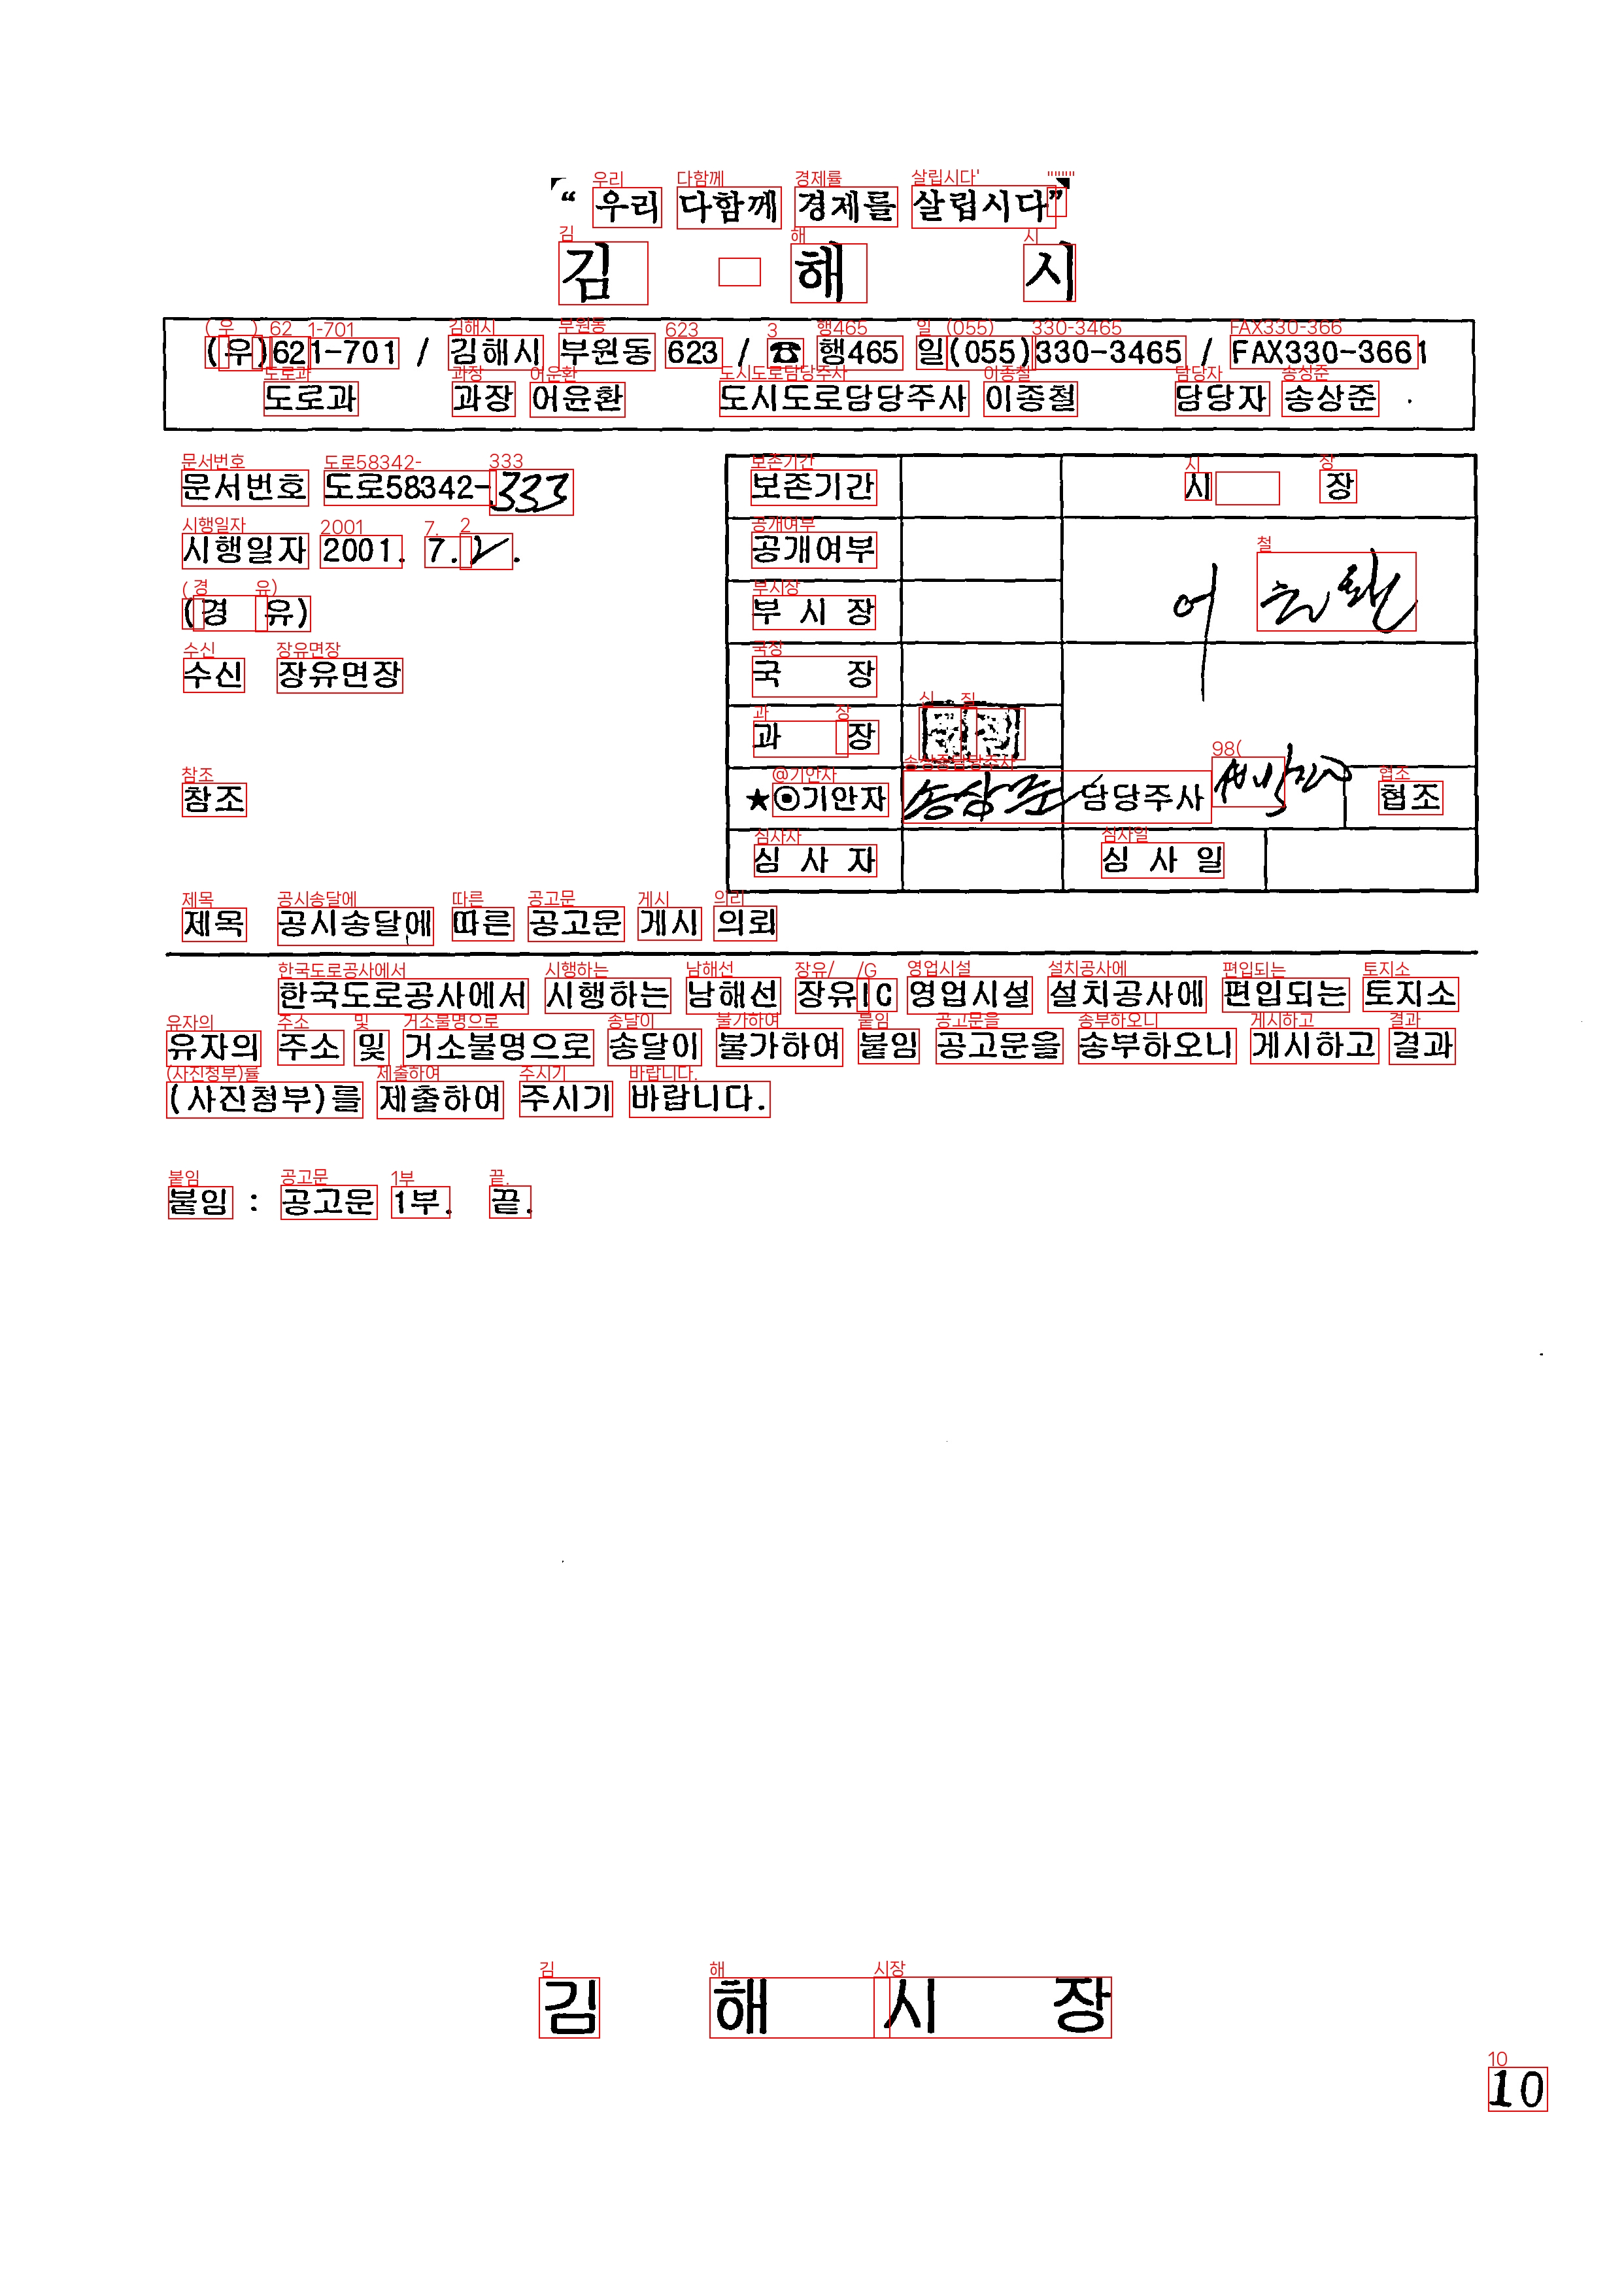 “ 우리 다함께 경제를 살립시다”
김 해 시
(우)621-701 / 김해시 부원동 623 / ☎ 행465 일(055)330-3465 / FAX330-3661
도로과 과장 어윤환 도시도로담당주사 이종철 담당자 송상준
문서번호 도로58342-333
시행일자 2001. 7. 2.
(경 유)
수신 장유면장
참조
보존기간 시 장
공개여부
부 시 장 어윤환
국 장
과 장
★⊙기안자 송상준 담당주사 협조
심 사 자 심 사 일
제목 공시송달에 따른 공고문 게시 의뢰
한국도로공사에서 시행하는 남해선 장유IC 영업시설 설치공사에 편입되는 토지소
유자의 주소 및 거소불명으로 송달이 불가하여 붙임 공고문을 송부하오니 게시하고 결과
(사진첨부)를 제출하여 주시기 바랍니다.
붙임 : 공고문 1부. 끝.
김 해 시 장
10